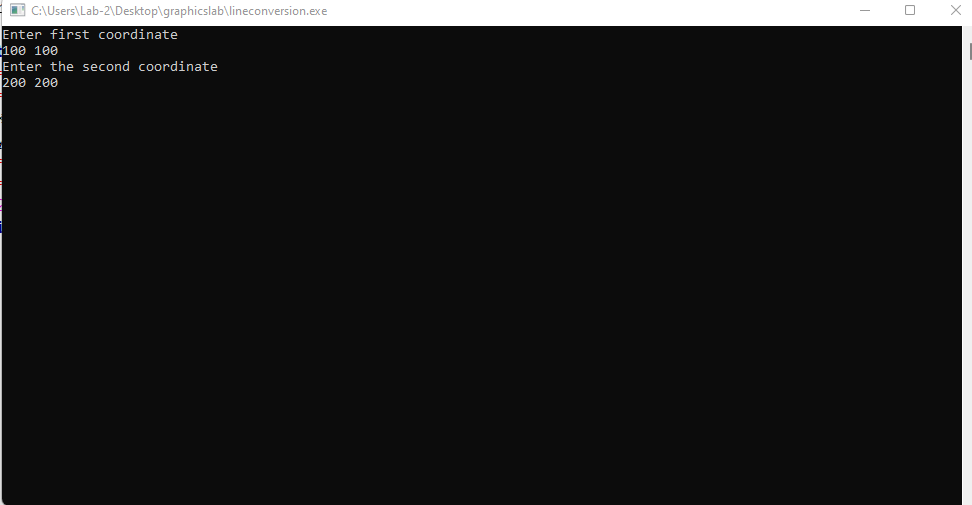 C:\Users\Lab-2\Desktop\graphicslab\lineconversion.exe
Enter first coordinate
100 100
Enter the second coordinate
200 200